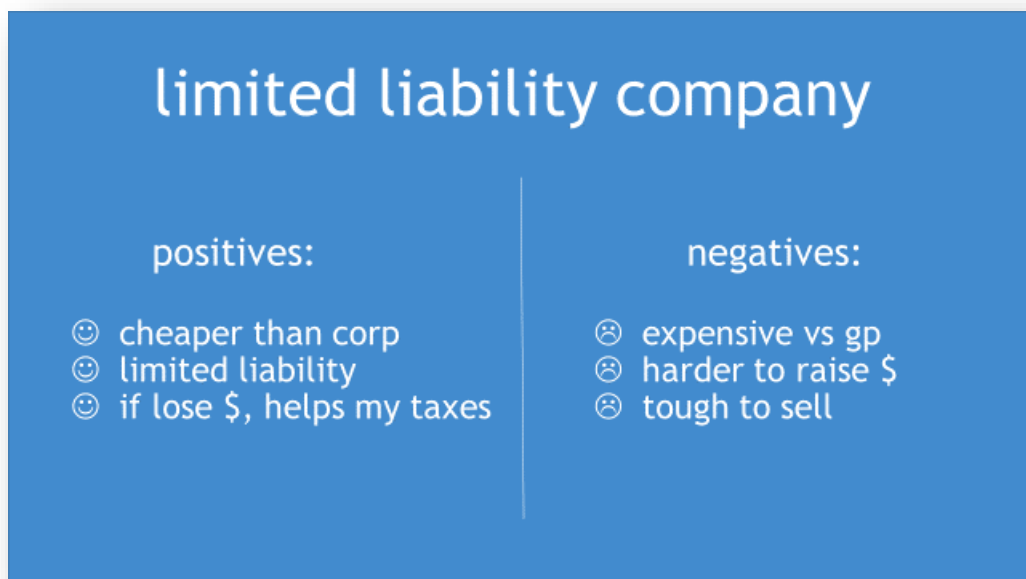 limited liability company
positives:
☺ cheaper than corp
☺ limited liability
☺ if lose $, helps my taxes
negatives:
☹ expensive vs gp
☹ harder to raise $
☹ tough to sell